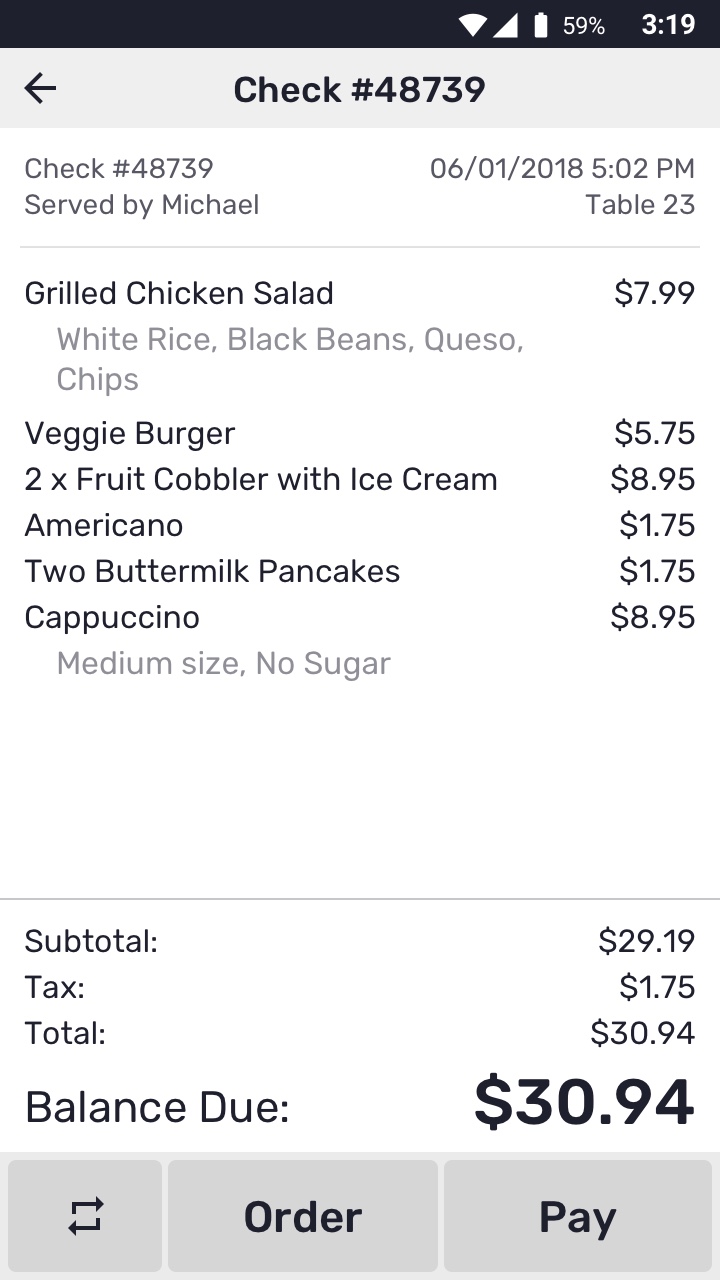 59% 3:19
Check #48739
Check #48739 06/01/2018 5:02 PM
Served by Michael Table 23
Grilled Chicken Salad $7.99
White Rice, Black Beans, Queso,
Chips
Veggie Burger $5.75
2 x Fruit Cobbler with Ice Cream $8.95
Americano $1.75
Two Buttermilk Pancakes $1.75
Cappuccino $8.95
Medium size, No Sugar
Subtotal: $29.19
Tax: $1.75
Total: $30.94
Balance Due: $30.94
Order Pay